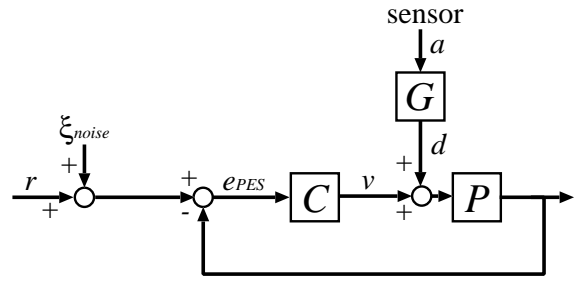 sensor
a
G
ξnoise
d
+
+
r
+
+
ePES
C
v
+
P
-
+